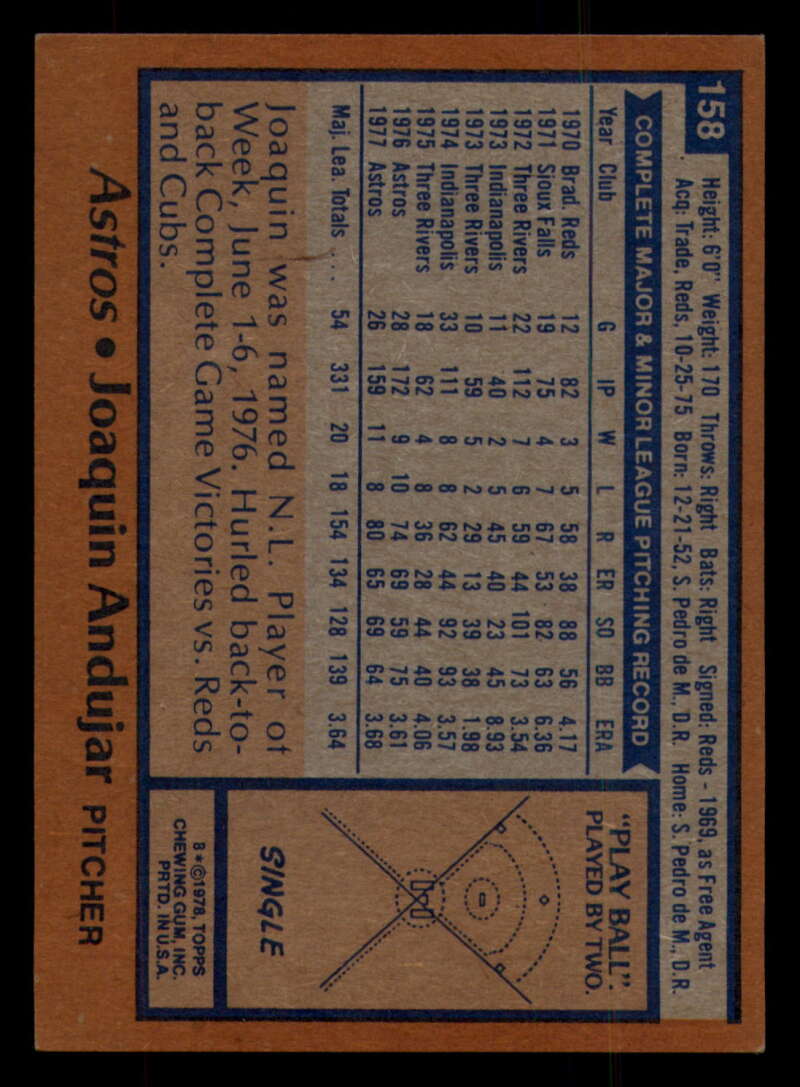 158
Height: 6'0" Weight: 170 Throws: Right Bats: Right Signed: Reds - 1969, as Free Agent
Acq: Trade, Reds, 10-25-75 Born: 12-21-52, S. Pedro de M., D.R. Home: S. Pedro de M., D.R.
COMPLETE MAJOR & MINOR LEAGUE PITCHING RECORD
Year Club G IP W L R ER SO BB ERA
1970 Brad. Reds 12 82 3 5 58 38 88 56 4.17
1971 Sioux Falls 19 75 4 7 67 53 82 63 6.36
1972 Three Rivers 22 112 7 6 59 44 101 73 3.54
1973 Indianapolis 11 40 2 5 45 40 23 45 8.93
1973 Three Rivers 10 59 5 2 29 13 39 38 1.98
1974 Indianapolis 33 111 8 8 62 44 92 93 3.57
1975 Three Rivers 18 62 4 8 36 28 44 40 4.06
1976 Astros 28 172 9 10 74 69 59 75 3.61
1977 Astros 26 159 11 8 80 65 69 64 3.68
Maj. Lea. Totals .... 54 331 20 18 154 134 128 139 3.64
Joaquin was named N.L. Player of
Week, June 1-6, 1976. Hurled back-to-
back Complete Game Victories vs. Reds
and Cubs.
"PLAY BALL".
PLAYED BY TWO.
SINGLE
8*©1978, TOPPS
CHEWING GUM, INC.
PRTD. IN U.S.A.
Astros • Joaquin Andujar PITCHER